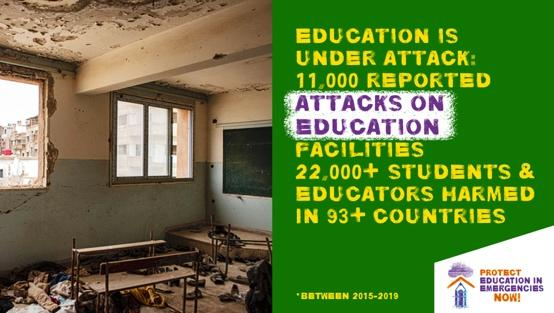 EDUCATION IS
UNDER ATTACK:
11,000 REPORTED
ATTACKS ON
EDUCATION
FACILITIES
22,000+ STUDENTS &
EDUCATORS HARMED
IN 93+ COUNTRIES
*BETWEEN 2015-2019
PROTECT
EDUCATION IN
EMERGENCIES
NOW!